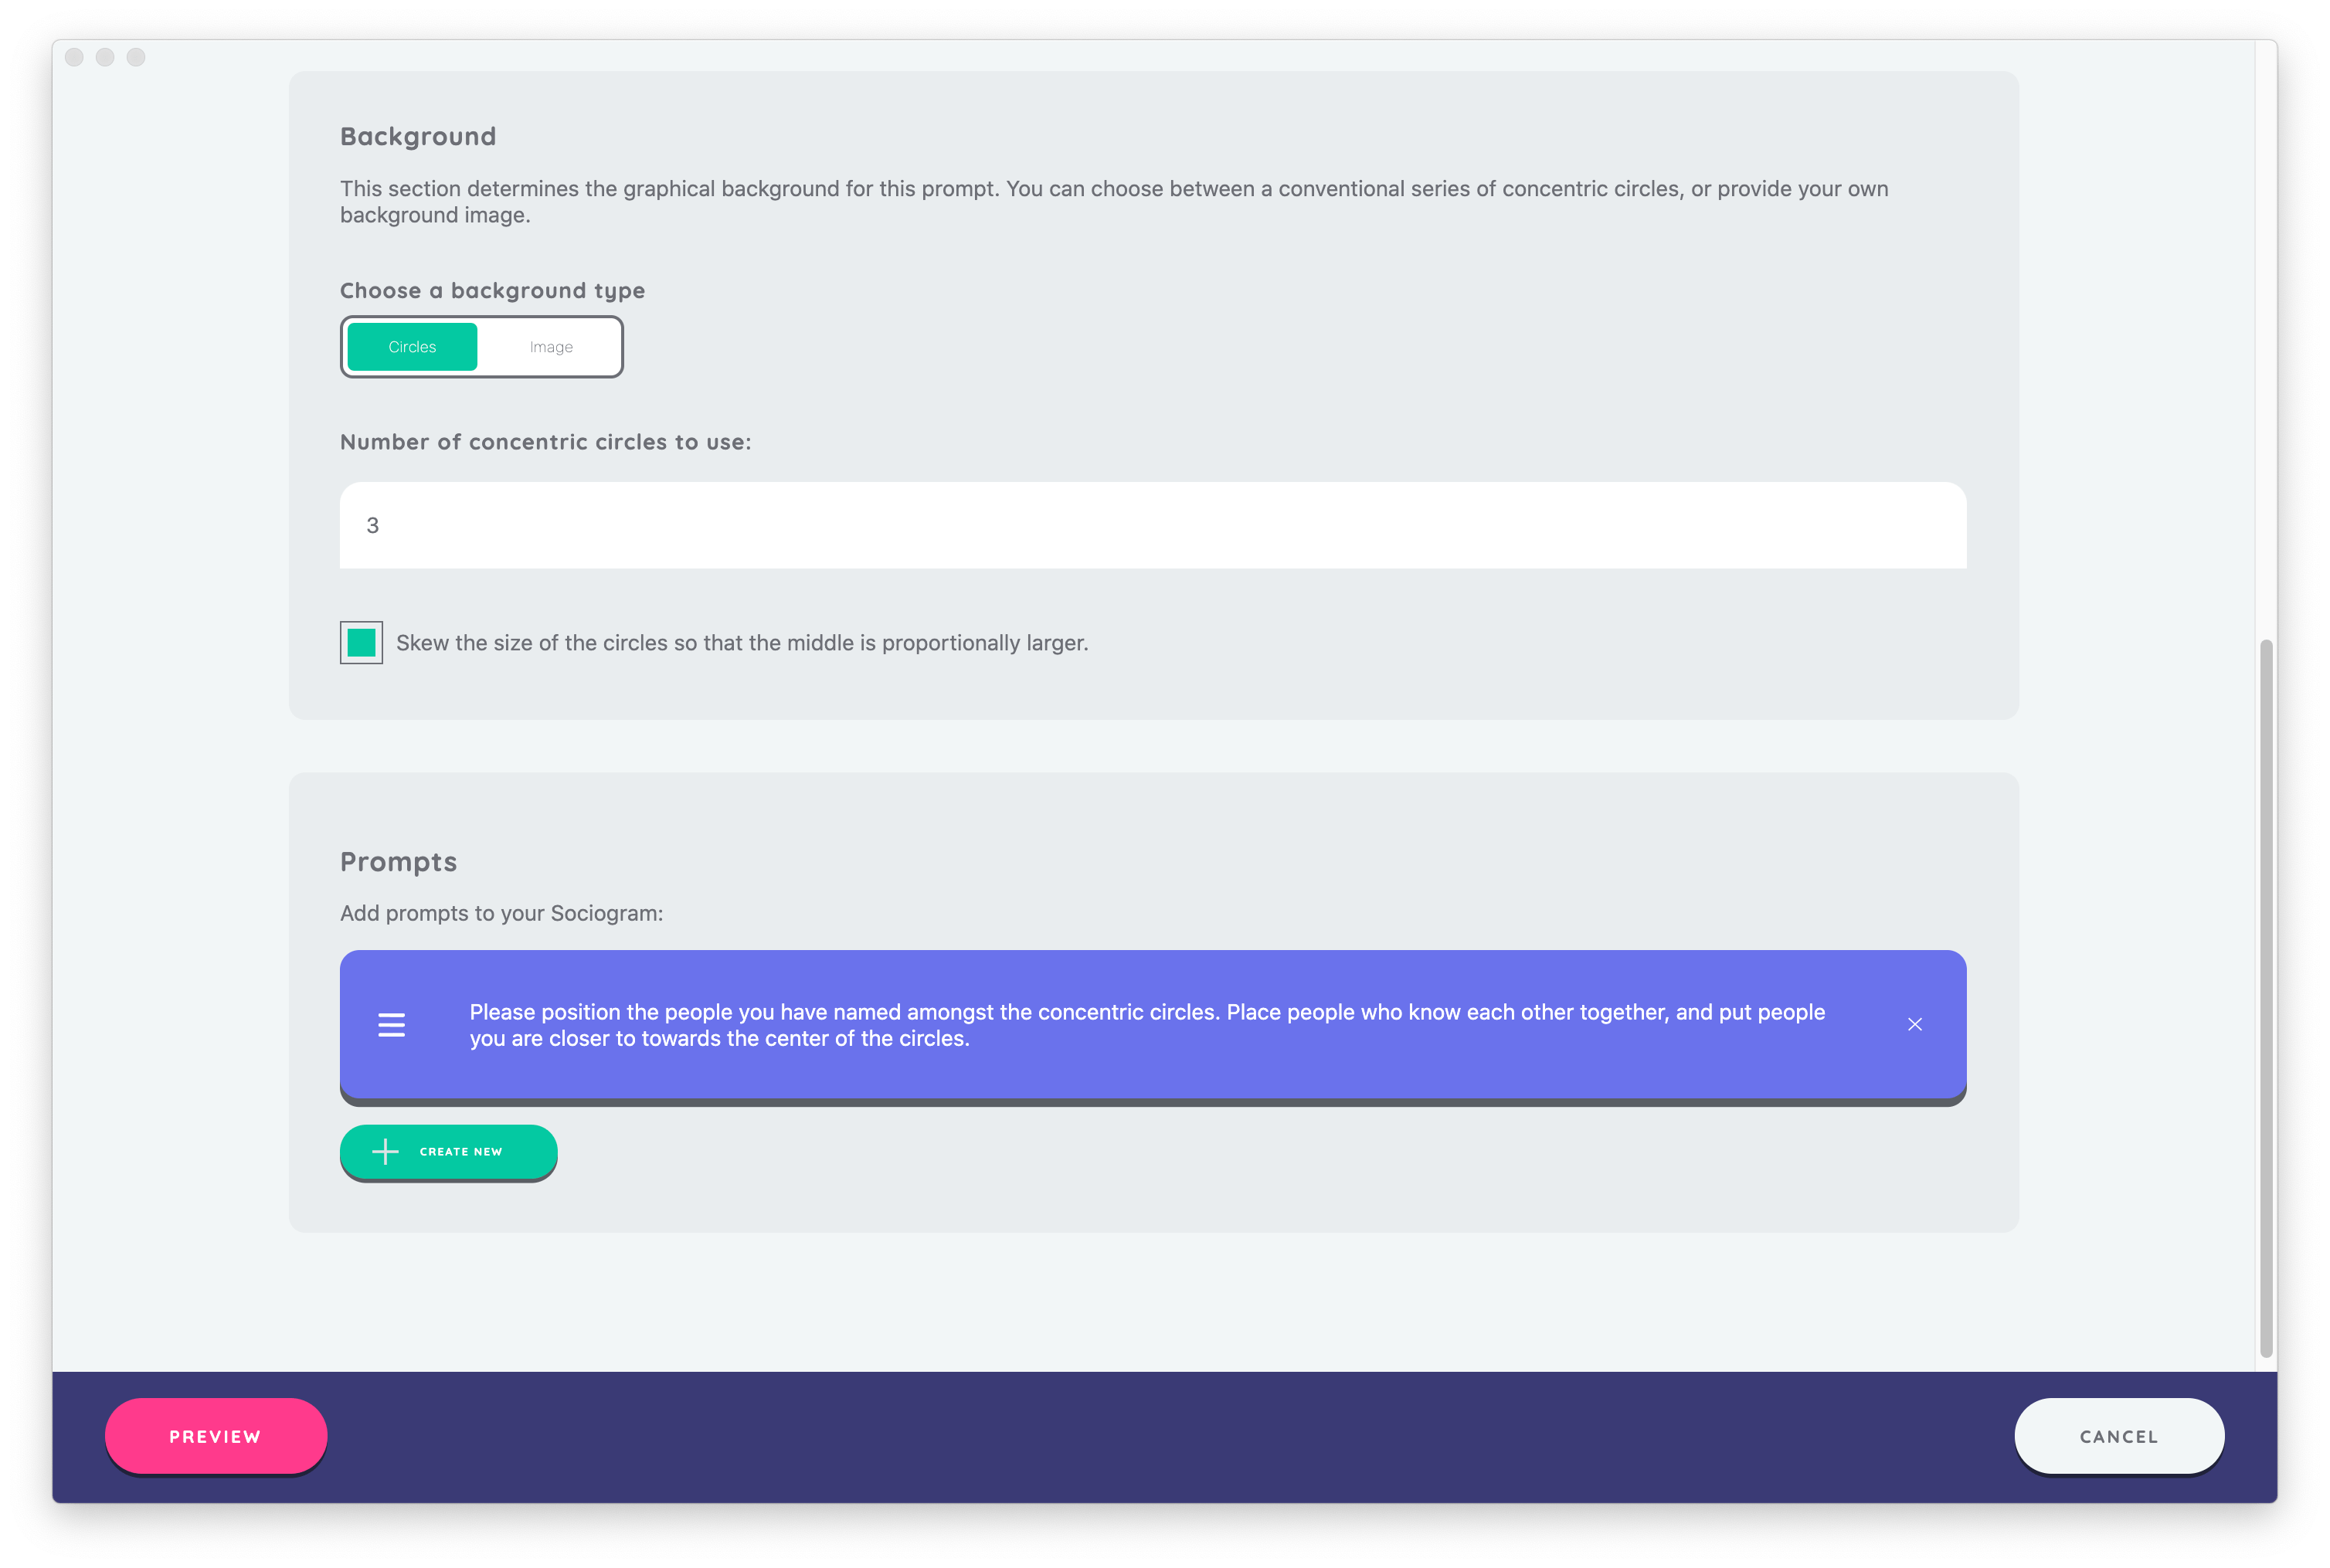 Background
This section determines the graphical background for this prompt. You can choose between a conventional series of concentric circles, or provide your own
background image.
Choose a background type
Circles
Image
Number of concentric circles to use:
3
Skew the size of the circles so that the middle is proportionally larger.
Prompts
Add prompts to your Sociogram:
Please position the people you have named amongst the concentric circles. Place people who know each other together, and put people
you are closer to towards the center of the circles.
CREATE NEW
PREVIEW
CANCEL